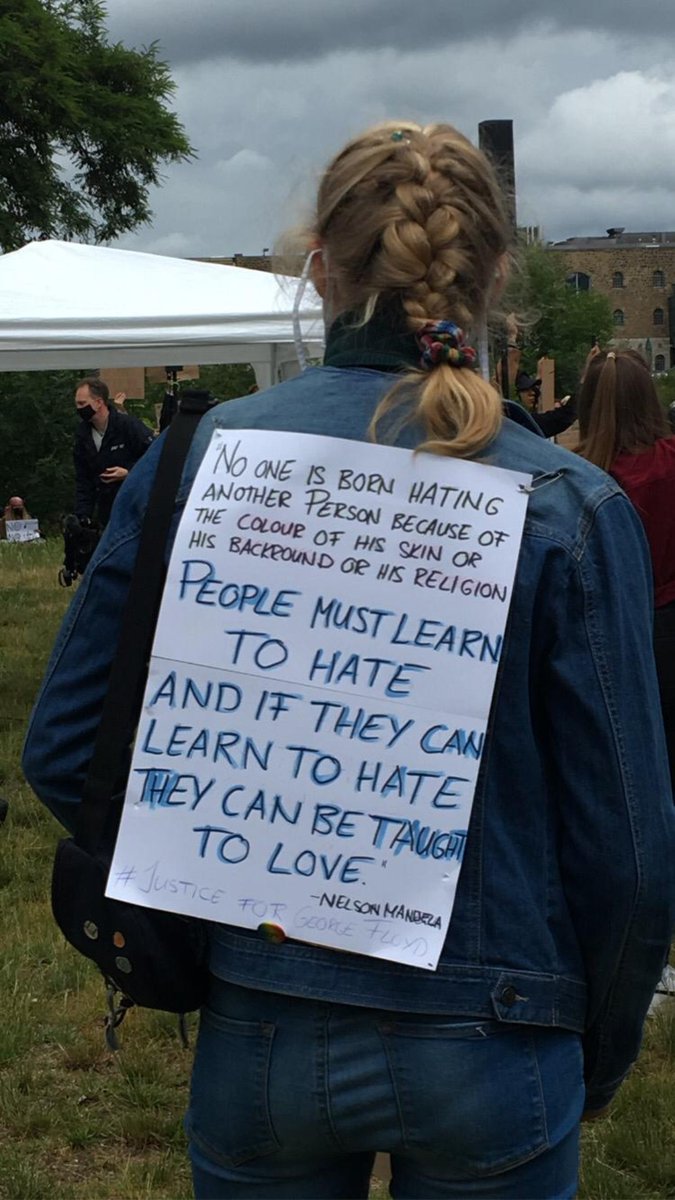 "NO ONE IS BORN HATING
ANOTHER PERSON BECAUSE OF
THE COLOUR OF HIS SKIN OR
HIS BACKROUND OR HIS RELIGION
PEOPLE MUST LEARN
TO HATE
AND IF THEY CAN
LEARN TO HATE
THEY CAN BE TAUGHT
TO LOVE."
-NELSON MANDELA
#JUSTICE FOR GEORGE FLOYD